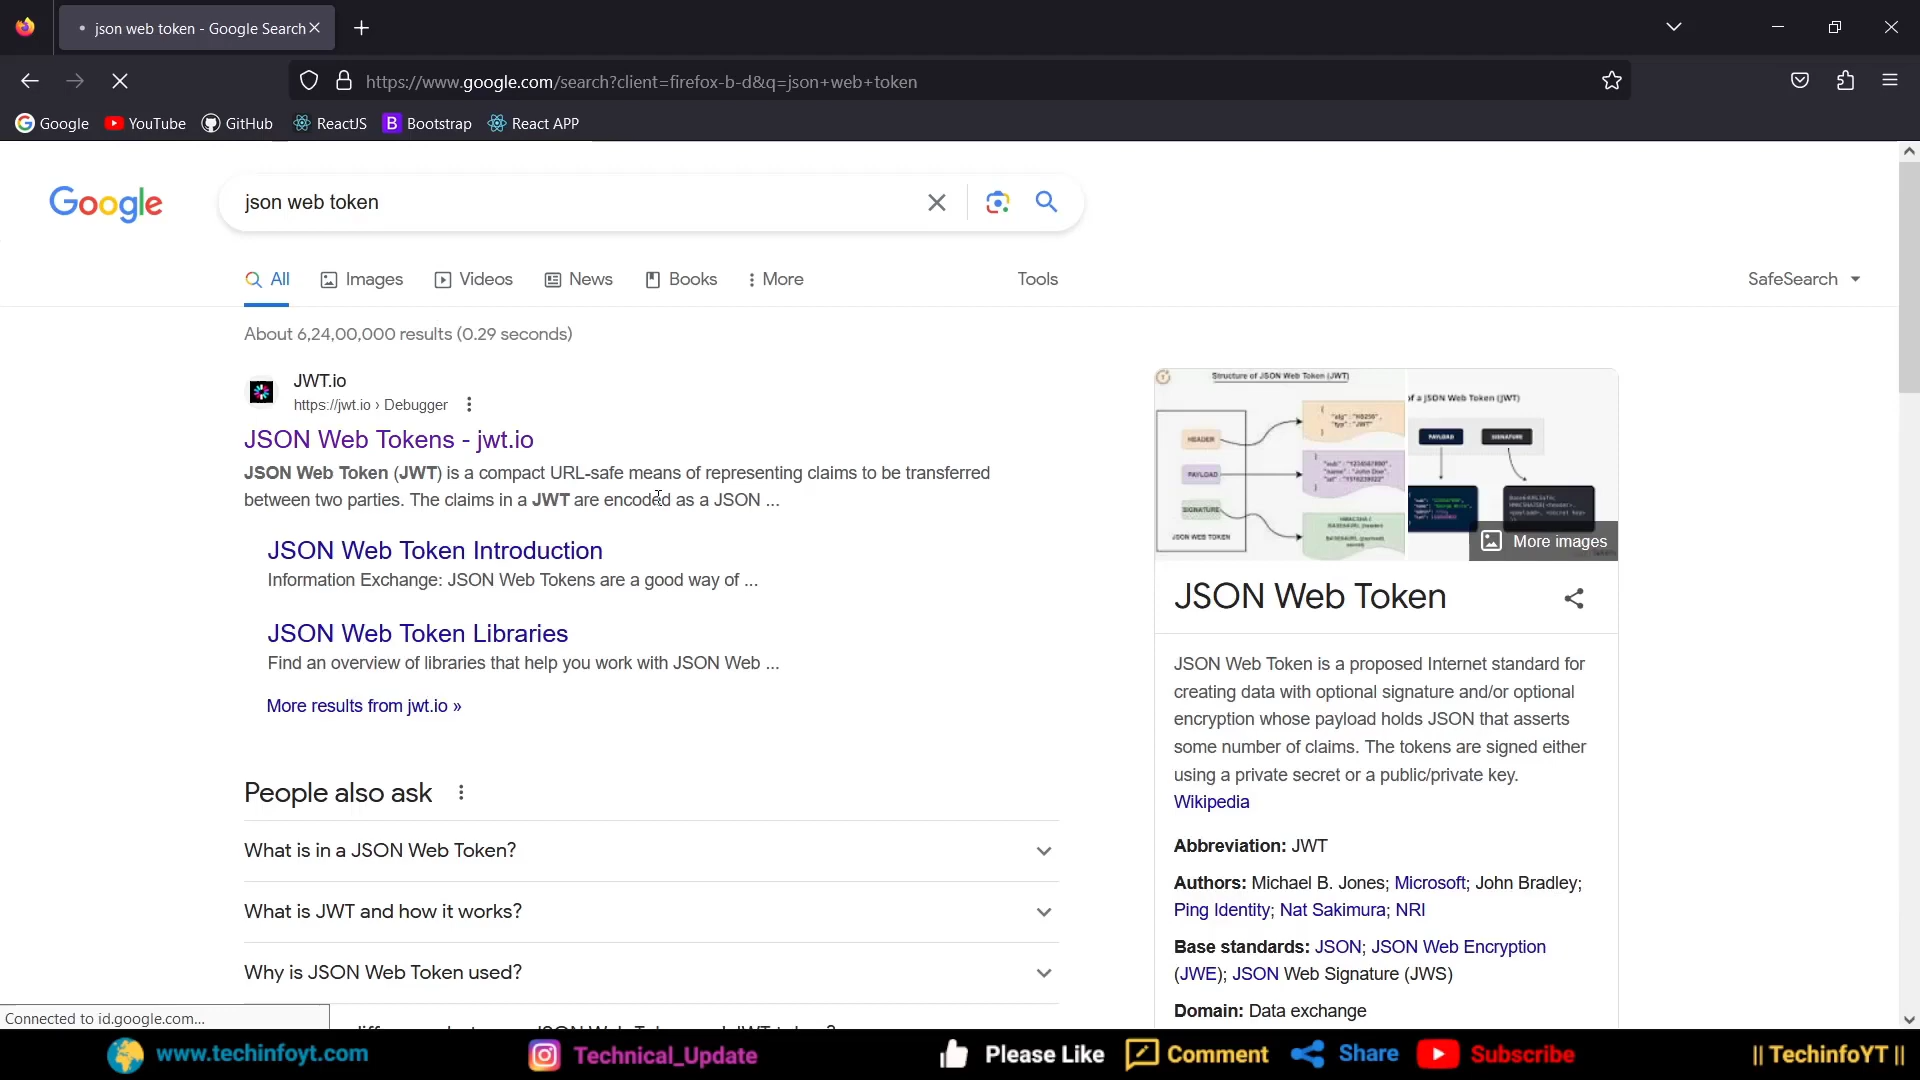 json web token - Google Search
https://www.google.com/search?client=firefox-b-d&q=json+web+token
Google
YouTube
GitHub
ReactJS
Bootstrap
React APP
Google
json web token
All
Images
Videos
News
Books
More
Tools
SafeSearch
About 6,24,00,000 results (0.29 seconds)
JWT.io
https://jwt.io › Debugger
JSON Web Tokens - jwt.io
JSON Web Token (JWT) is a compact URL-safe means of representing claims to be transferred
between two parties. The claims in a JWT are encoded as a JSON ...
JSON Web Token Introduction
Information Exchange: JSON Web Tokens are a good way of ...
JSON Web Token Libraries
Find an overview of libraries that help you work with JSON Web ...
More results from jwt.io »
People also ask
What is in a JSON Web Token?
What is JWT and how it works?
Why is JSON Web Token used?
Structure of JSON Web Token (JWT)
HEADER
PAYLOAD
SIGNATURE
JSON WEB TOKEN
of a JSON Web Token (JWT)
PAYLOAD
SIGNATURE
More images
JSON Web Token
JSON Web Token is a proposed Internet standard for
creating data with optional signature and/or optional
encryption whose payload holds JSON that asserts
some number of claims. The tokens are signed either
using a private secret or a public/private key.
Wikipedia
Abbreviation: JWT
Authors: Michael B. Jones; Microsoft; John Bradley;
Ping Identity; Nat Sakimura; NRI
Base standards: JSON; JSON Web Encryption
(JWE); JSON Web Signature (JWS)
Domain: Data exchange
Connected to id.google.com...
www.techinfoyt.com
Technical_Update
Please Like
Comment
Share
Subscribe
|| TechinfoYT ||